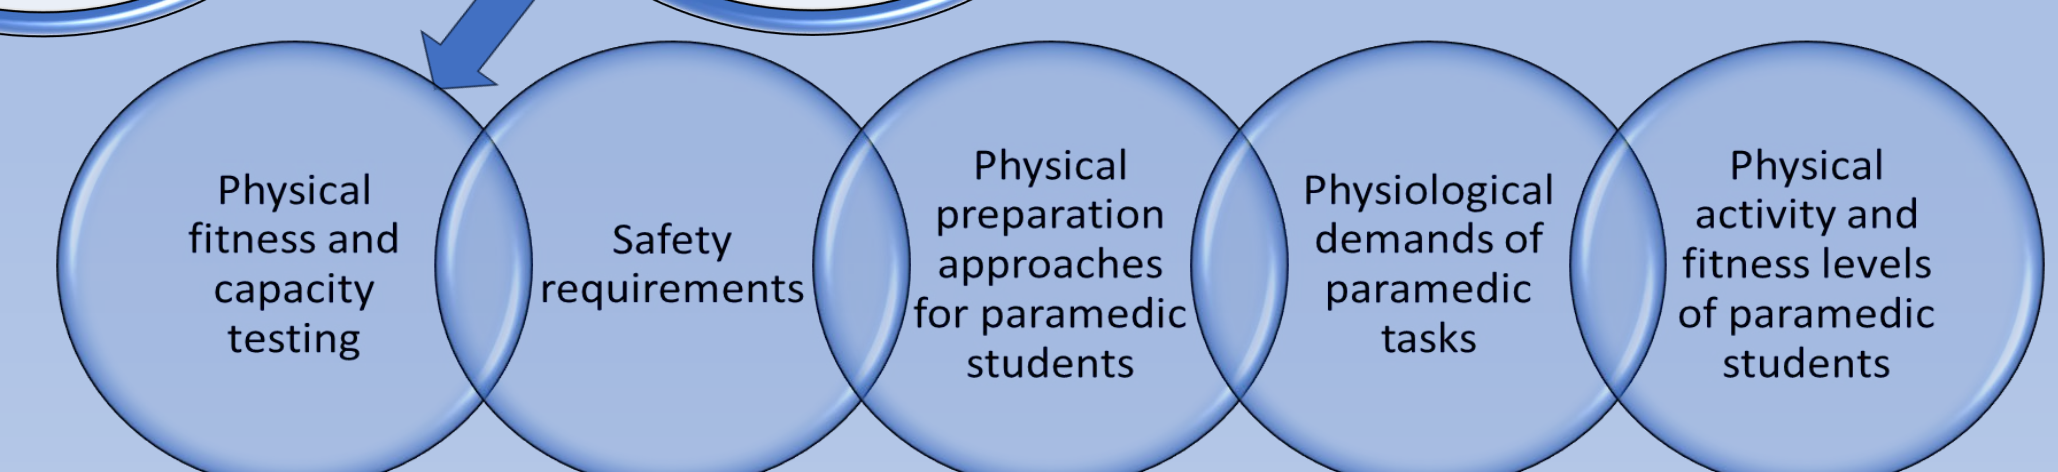 Physical
fitness and
capacity
testing
Safety
requirements
Physical
preparation
approaches
for paramedic
students
Physiological
demands of
paramedic
tasks
Physical
activity and
fitness levels
of paramedic
students